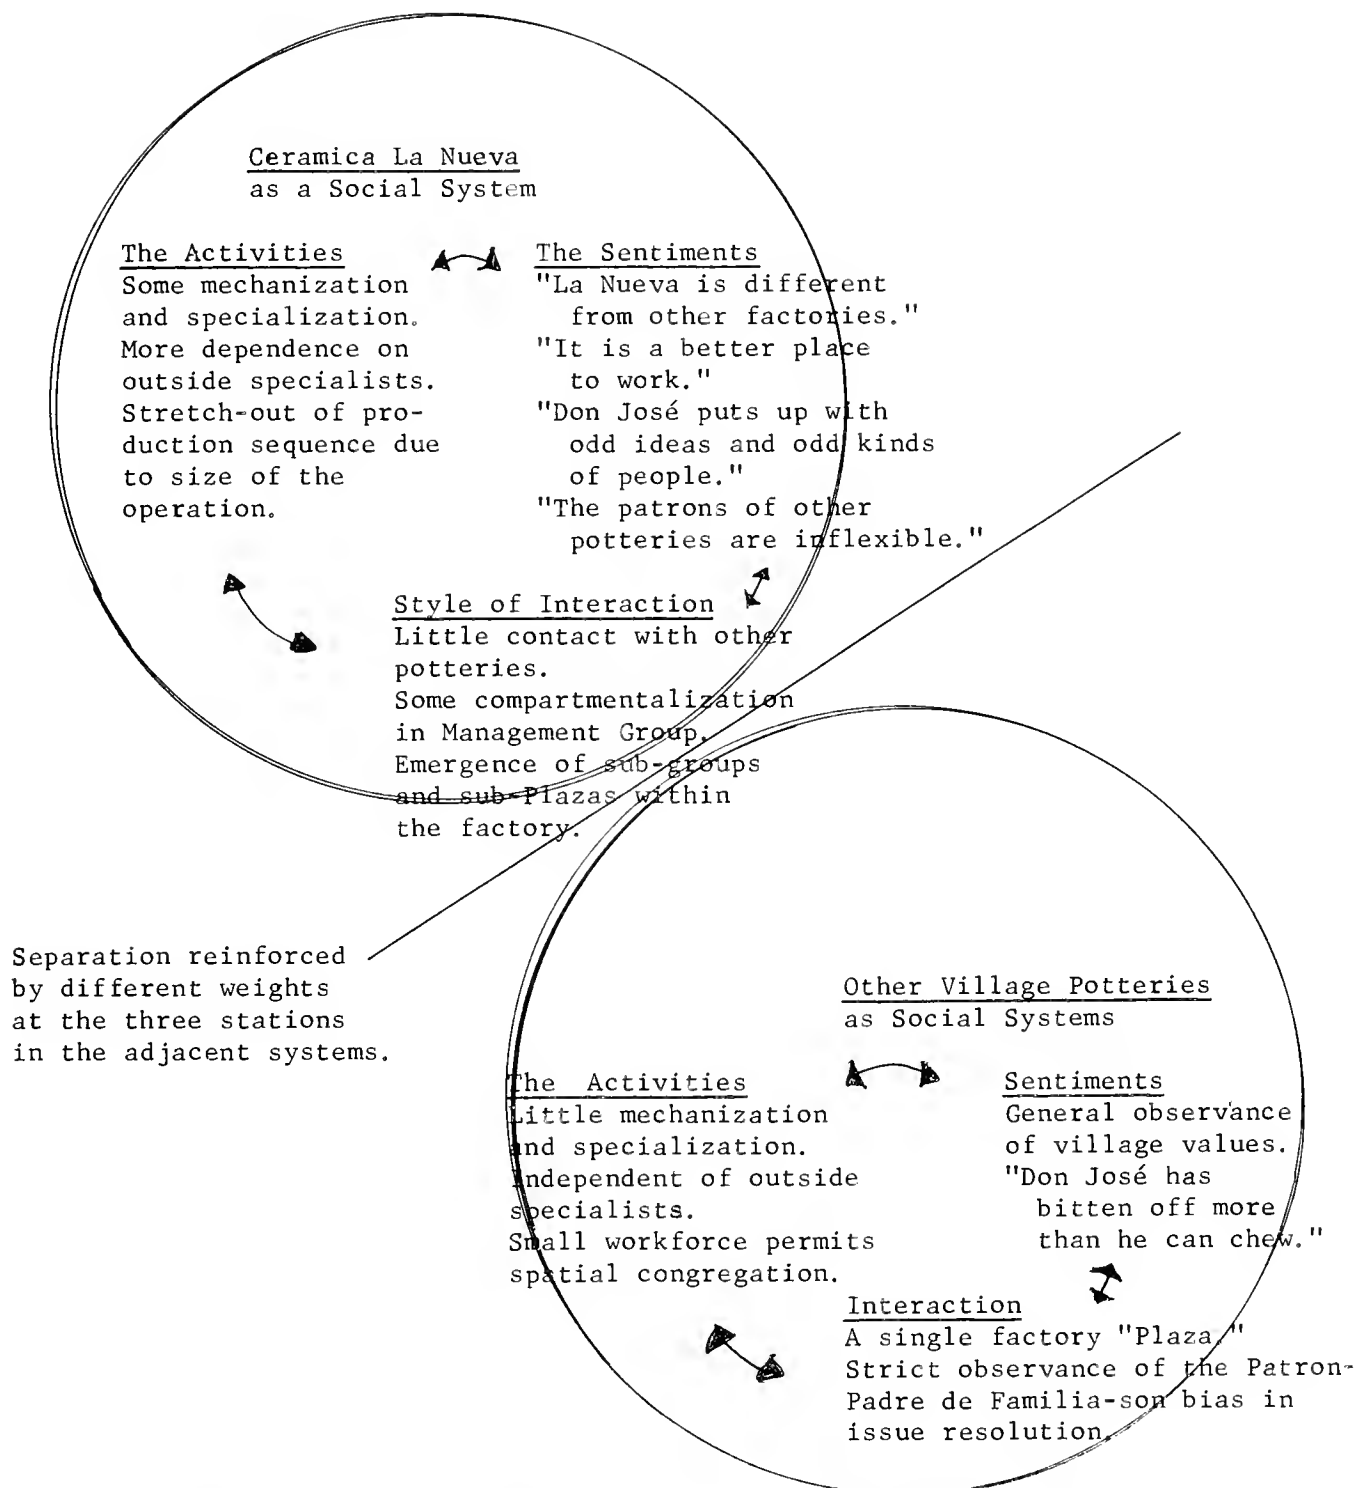 Ceramica La Nueva
as a Social System
The Activities
Some mechanization
and specialization.
More dependence on
outside specialists.
Stretch-out of pro-
duction sequence due
to size of the
operation.
The Sentiments
"La Nueva is different
from other factories."
"It is a better place
to work."
"Don José puts up with
odd ideas and odd kinds
of people."
"The patrons of other
potteries are inflexible."
Style of Interaction
Little contact with other
potteries.
Some compartmentalization
in Management Group.
Emergence of sub-groups
and sub-Plazas within
the factory.
Separation reinforced
by different weights
at the three stations
in the adjacent systems.
Other Village Potteries
as Social Systems
The Activities
Little mechanization
and specialization.
Independent of outside
specialists.
Small workforce permits
spatial congregation.
Sentiments
General observance
of village values.
"Don José has
bitten off more
than he can chew."
Interaction
A single factory "Plaza."
Strict observance of the Patron-
Padre de Familia-son bias in
issue resolution.